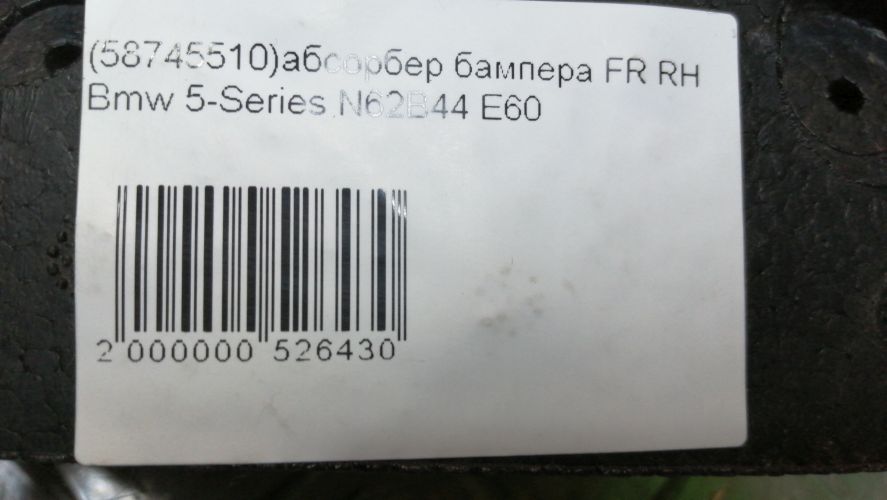 (58745510)абсорбер бампера FR RH
Bmw 5-Series N62B44 E60
2 000000 526430